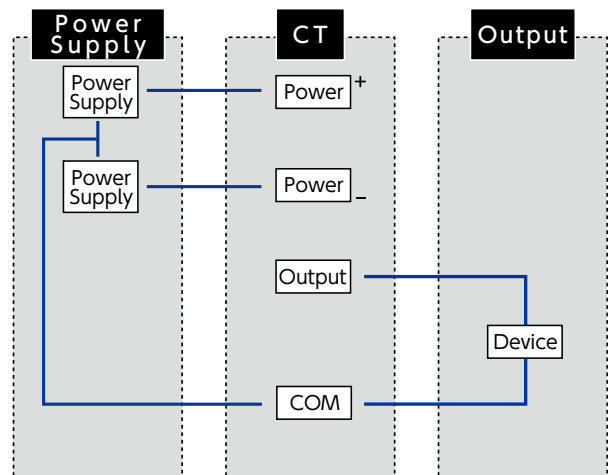 Power
Supply
CT
Output
Power
Supply
Power +
Power
Supply
Power -
Output
Device
COM